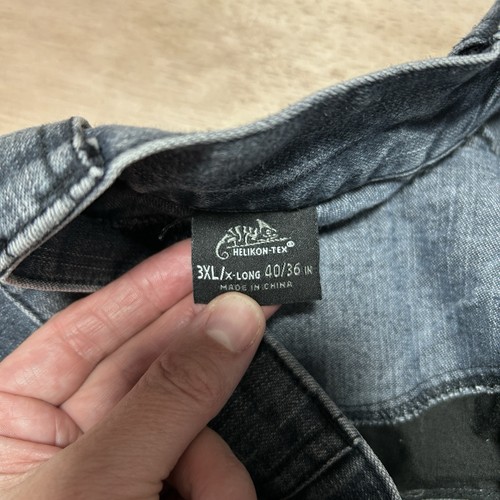 HELIKON-TEX®
3XL/X-LONG 40/36 IN
MADE IN CHINA